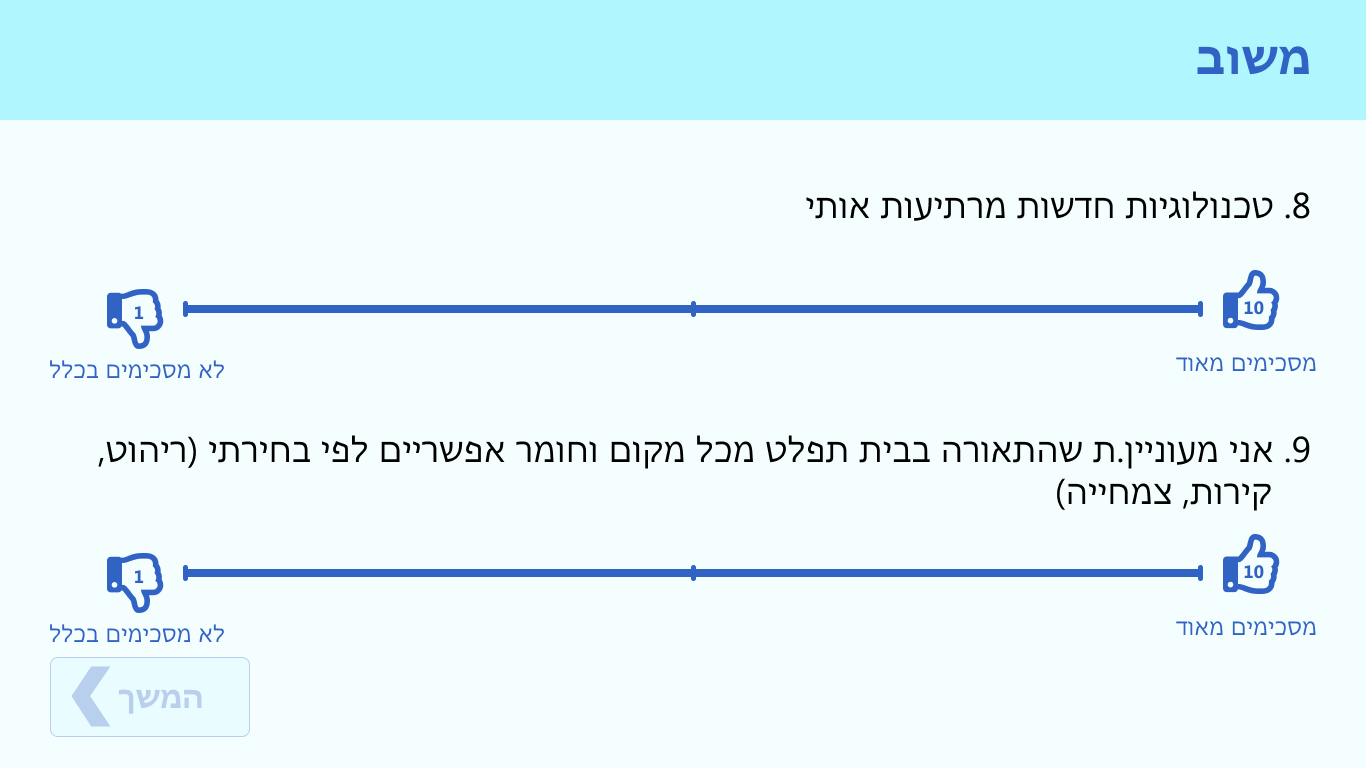 משוב
8. טכנולוגיות חדשות מרתיעות אותי
10
1
מסכימים מאוד
לא מסכימים בכלל
9. אני מעוניין.ת שהתאורה בבית תפלט מכל מקום וחומר אפשריים לפי בחירתי (ריהוט,
קירות, צמחייה)
10
1
מסכימים מאוד
לא מסכימים בכלל
המשך